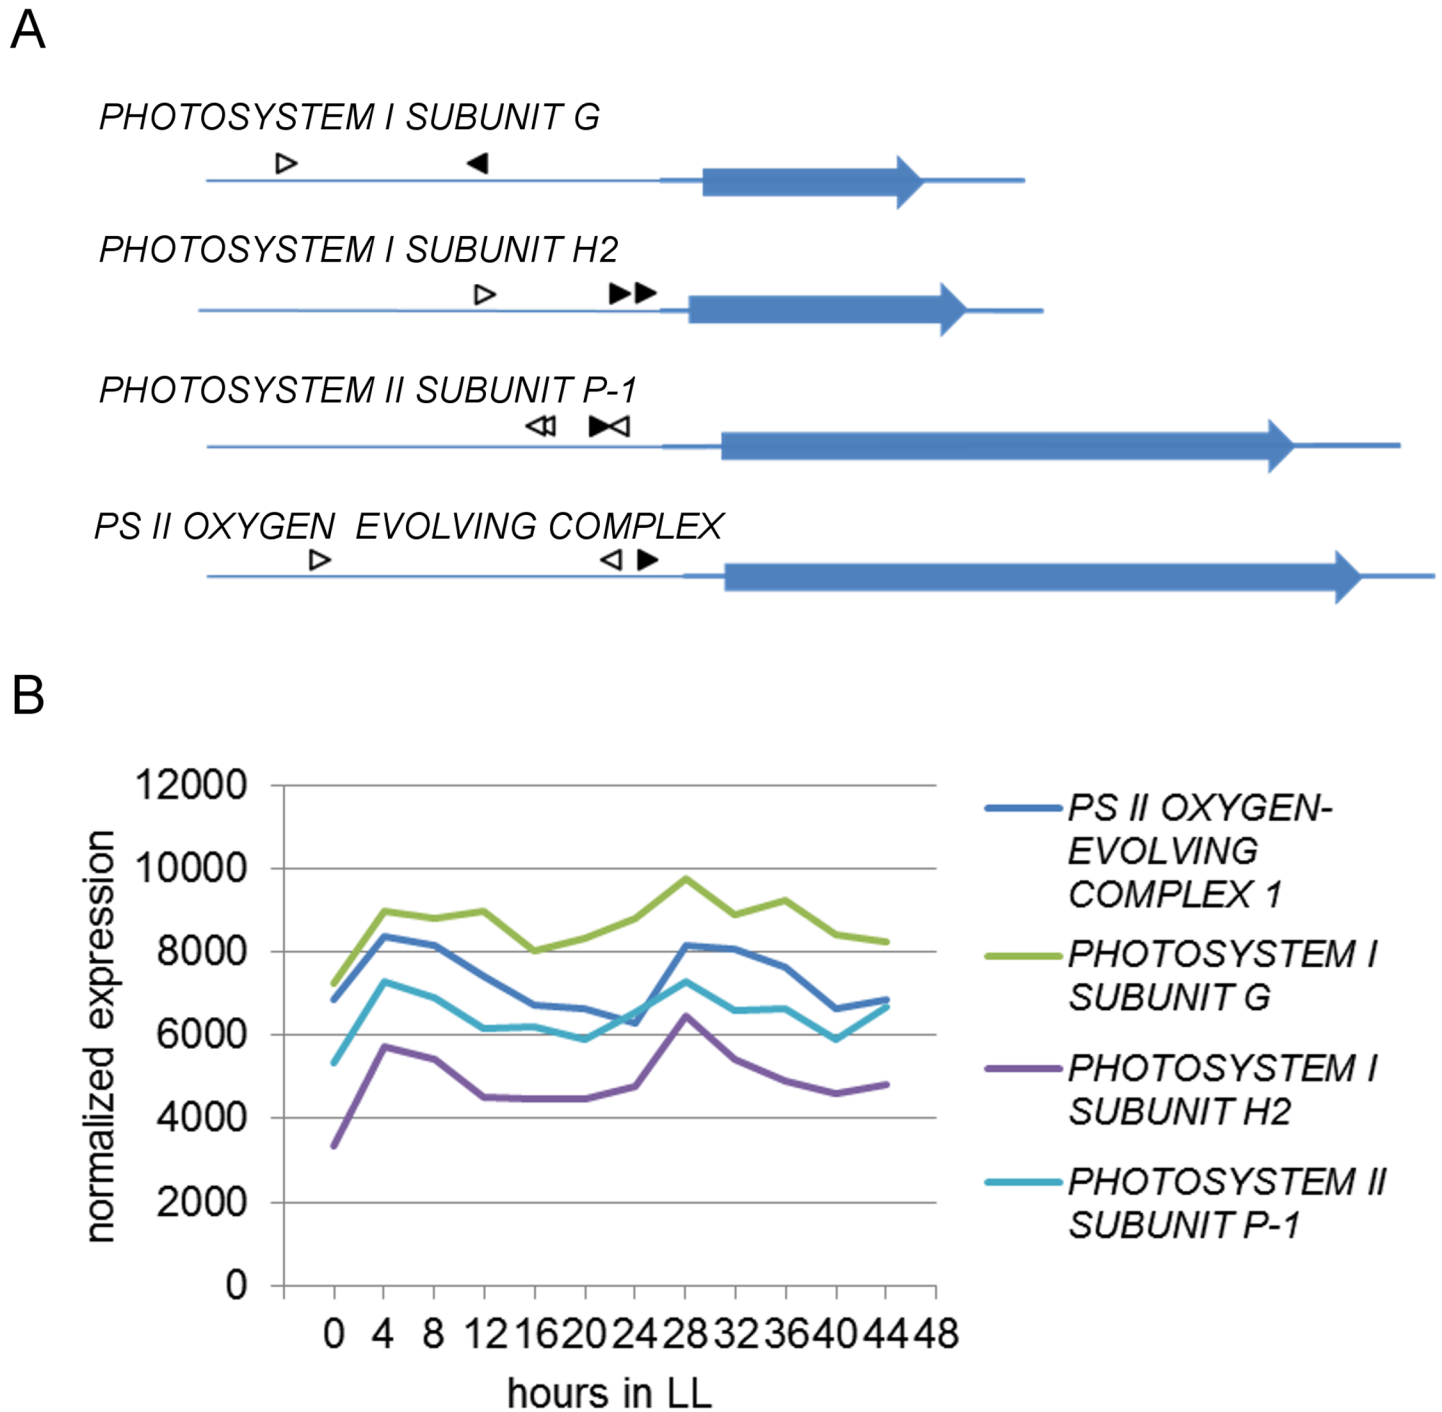 A
PHOTOSYSTEM I SUBUNIT G
PHOTOSYSTEM I SUBUNIT H2
PHOTOSYSTEM II SUBUNIT P-1
PS II OXYGEN EVOLVING COMPLEX
B
12000
10000
8000
6000
4000
2000
0
normalized expression
0 4 8 12 16 20 24 28 32 36 40 44 48
hours in LL
PS II OXYGEN-
EVOLVING
COMPLEX 1
PHOTOSYSTEM I
SUBUNIT G
PHOTOSYSTEM I
SUBUNIT H2
PHOTOSYSTEM II
SUBUNIT P-1